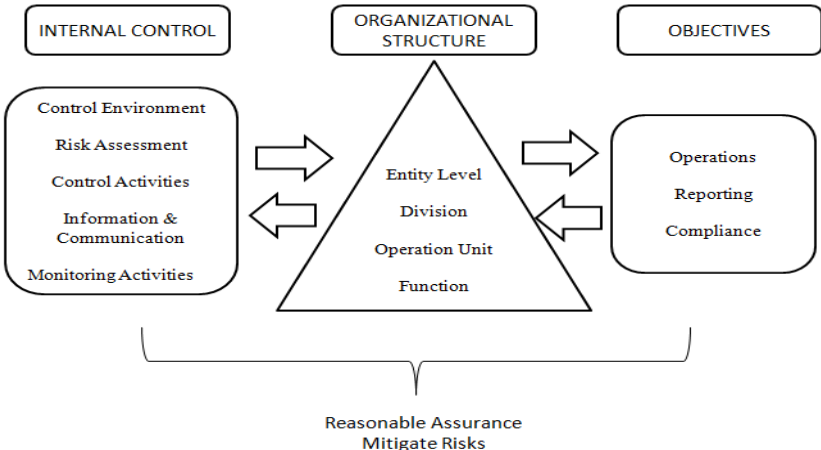 INTERNAL CONTROL
ORGANIZATIONAL
STRUCTURE
OBJECTIVES
Control Environment
Risk Assessment
Control Activities
Information &
Communication
Monitoring Activities
Entity Level
Division
Operation Unit
Function
Operations
Reporting
Compliance
Reasonable Assurance
Mitigate Risks